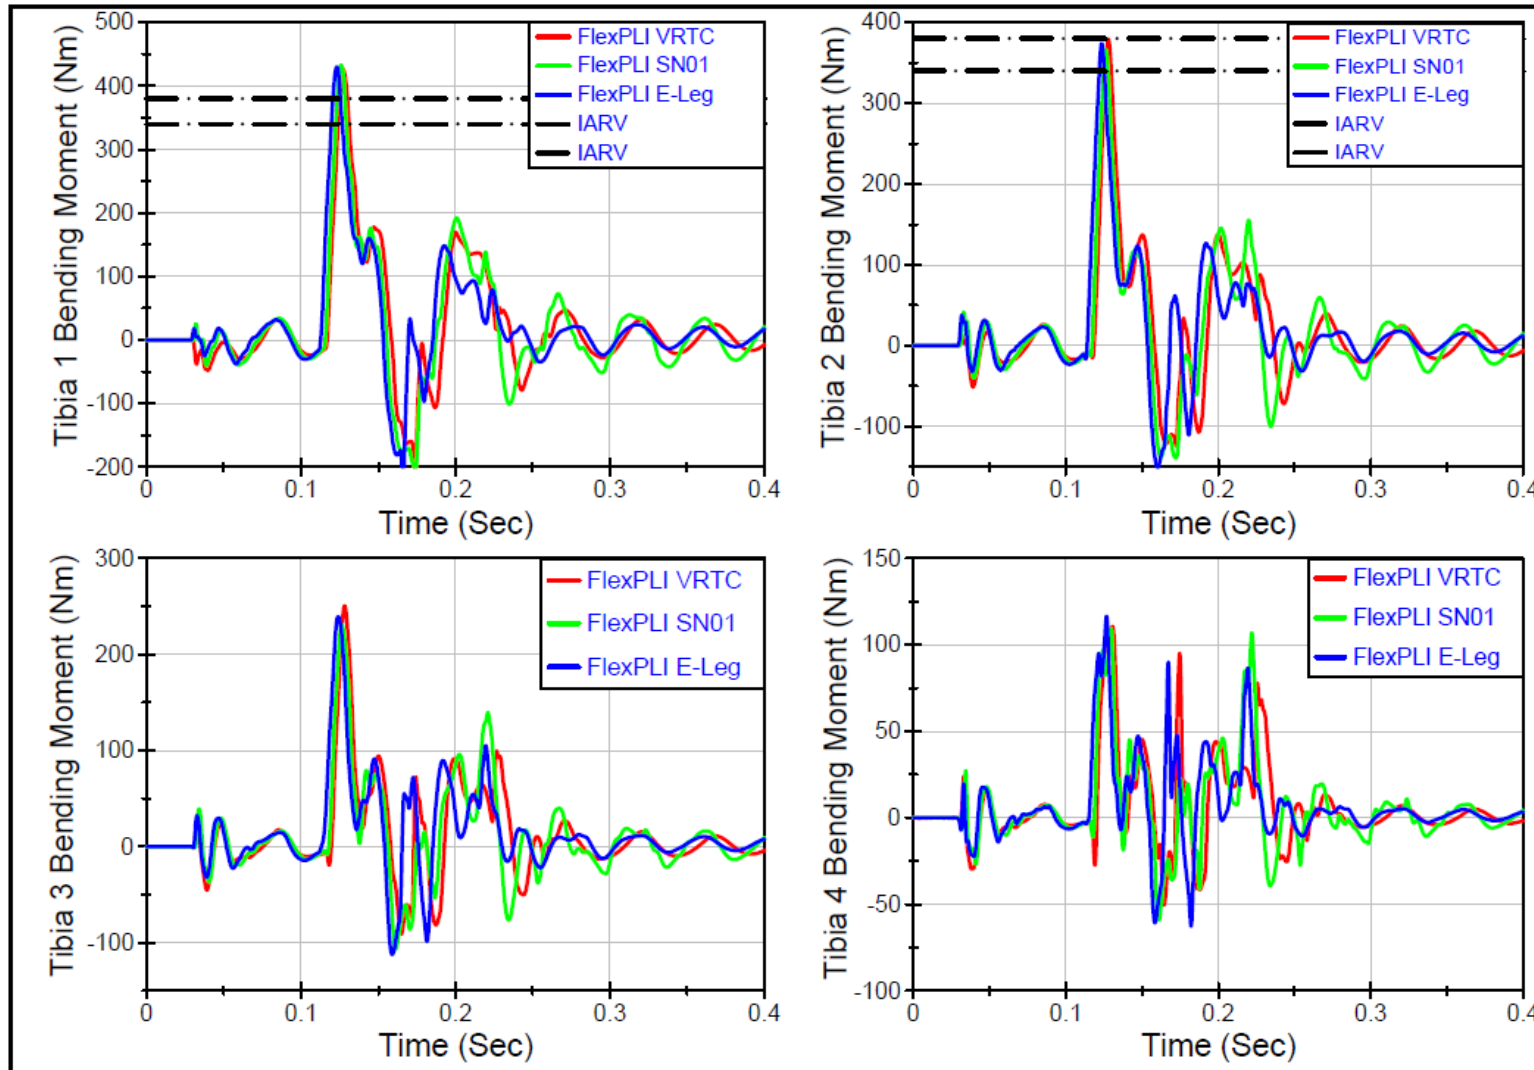 Tibia 1 Bending Moment (Nm)
500
400
300
200
100
0
-100
-200
FlexPLI VRTC
FlexPLI SN01
FlexPLI E-Leg
IARV
IARV
0
0.1
0.2
0.3
0.4
Time (Sec)
Tibia 2 Bending Moment (Nm)
400
300
200
100
0
-100
FlexPLI VRTC
FlexPLI SN01
FlexPLI E-Leg
IARV
IARV
0
0.1
0.2
0.3
0.4
Time (Sec)
Tibia 3 Bending Moment (Nm)
300
200
100
0
-100
FlexPLI VRTC
FlexPLI SN01
FlexPLI E-Leg
0
0.1
0.2
0.3
0.4
Time (Sec)
Tibia 4 Bending Moment (Nm)
150
100
50
0
-50
-100
FlexPLI VRTC
FlexPLI SN01
FlexPLI E-Leg
0
0.1
0.2
0.3
0.4
Time (Sec)